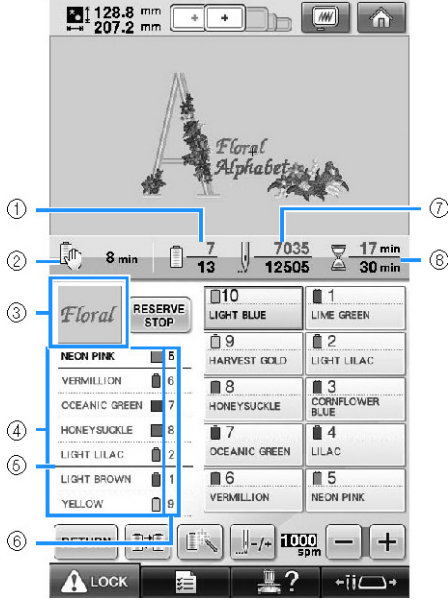 128.8 mm
207.2 mm
Floral
Alphabet
① ⑦
② 8 min 7 7035 17 min ⑧
13 12505 30 min
③ Floral RESERVE STOP
10 LIGHT BLUE 1 LIME GREEN
9 HARVEST GOLD 2 LIGHT LILAC
8 HONEYSUCKLE 3 CORNFLOWER BLUE
7 OCEANIC GREEN 4 LILAC
6 VERMILLION 5 NEON PINK
NEON PINK 5
VERMILLION 6
OCEANIC GREEN 7
④ HONEYSUCKLE 8
⑤ LIGHT LILAC 2
LIGHT BROWN 1
YELLOW 9
⑥ RETURN -/+ 1000 spm - +
LOCK ?